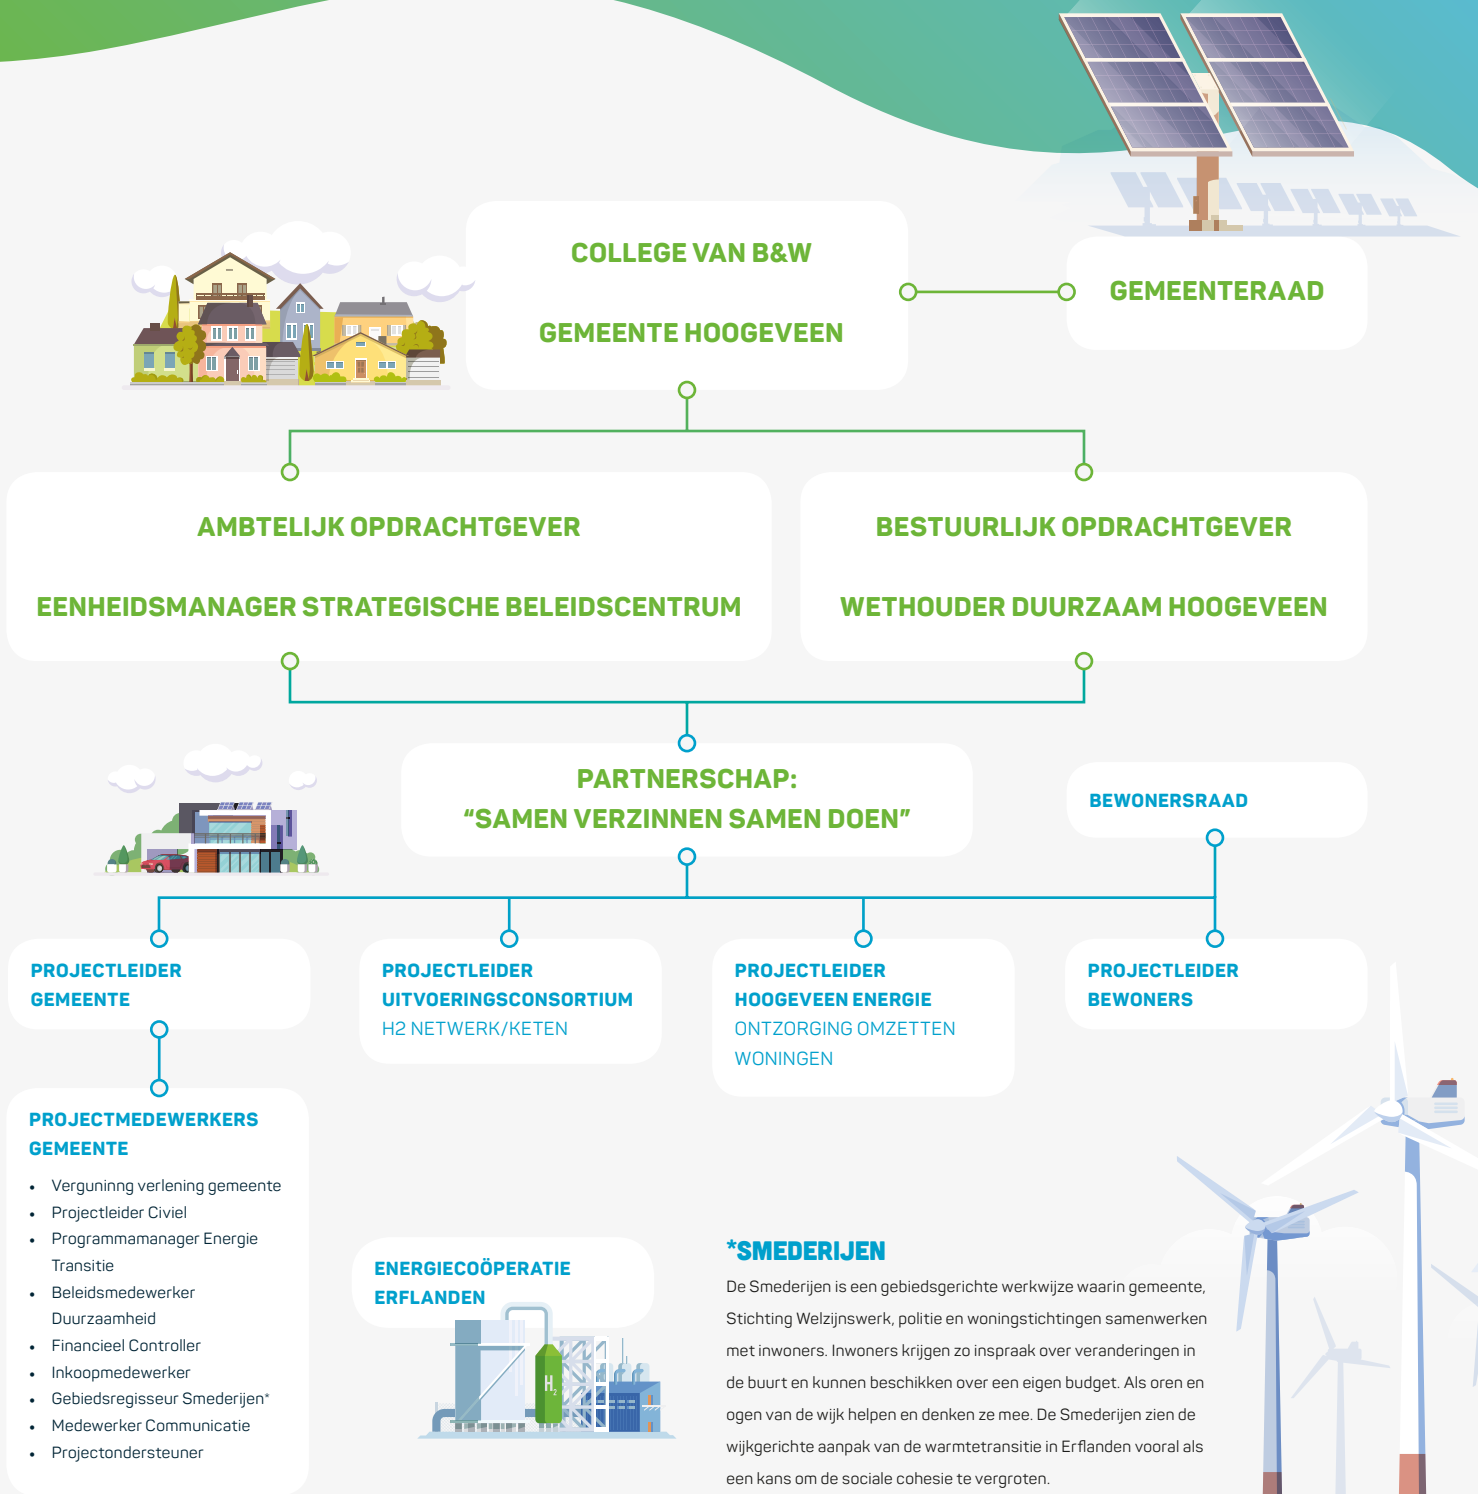 COLLEGE VAN B&W
GEMEENTE HOOGEVEEN
GEMEENTERAAD
AMBTELIJK OPDRACHTGEVER
EENHEIDSMANAGER STRATEGISCHE BELEIDSCENTRUM
BESTUURLIJK OPDRACHTGEVER
WETHOUDER DUURZAAM HOOGEVEEN
PARTNERSCHAP:
“SAMEN VERZINNEN SAMEN DOEN”
BEWONERSRAAD
PROJECTLEIDER
GEMEENTE
PROJECTLEIDER
UITVOERINGSCONSORTIUM
H2 NETWERK/KETEN
PROJECTLEIDER
HOOGEVEEN ENERGIE
ONTZORGING OMZETTEN
WONINGEN
PROJECTLEIDER
BEWONERS
PROJECTMEDEWERKERS
GEMEENTE
• Verguninng verlening gemeente
• Projectleider Civiel
• Programmamanager Energie
Transitie
• Beleidsmedewerker
Duurzaamheid
• Financieel Controller
• Inkoopmedewerker
• Gebiedsregisseur Smederijen*
• Medewerker Communicatie
• Projectondersteuner
ENERGIECOÖPERATIE
ERFLANDEN
H2
*SMEDERIJEN
De Smederijen is een gebiedsgerichte werkwijze waarin gemeente,
Stichting Welzijnswerk, politie en woningstichtingen samenwerken
met inwoners. Inwoners krijgen zo inspraak over veranderingen in
de buurt en kunnen beschikken over een eigen budget. Als oren en
ogen van de wijk helpen en denken ze mee. De Smederijen zien de
wijkgerichte aanpak van de warmtetransitie in Erflanden vooral als
een kans om de sociale cohesie te vergroten.